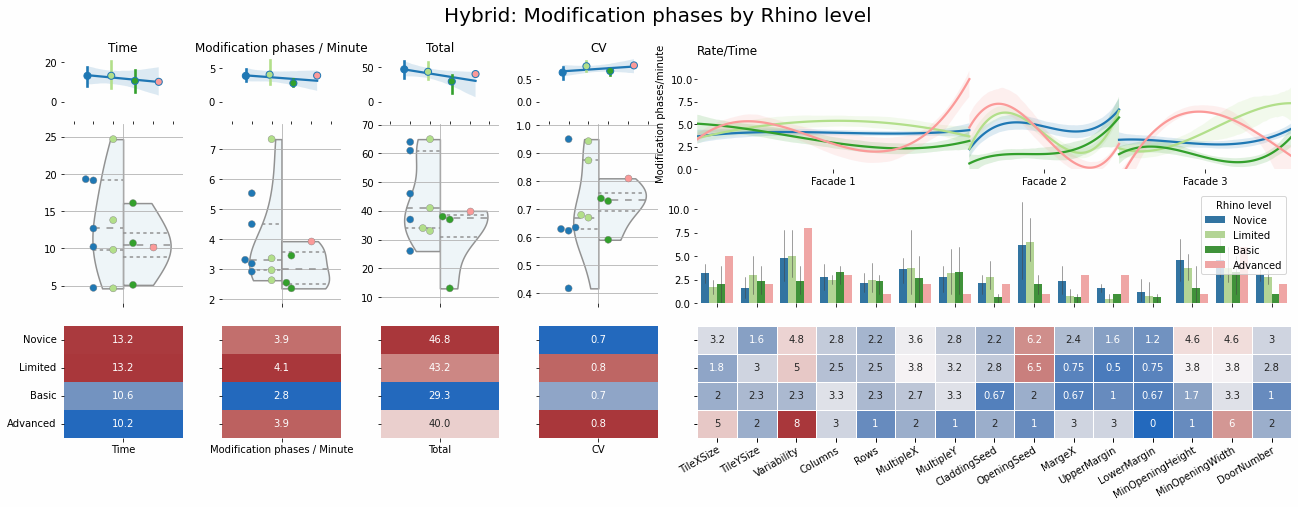 Hybrid: Modification phases by Rhino level
Time
Modification phases / Minute
Total
CV
Rate/Time
20
0
5
0
50
0
0.5
0.0
Modification phases/minute
10.0
7.5
5.0
2.5
0.0
Facade 1
Facade 2
Facade 3
25
20
15
10
5
7
6
5
4
3
2
70
60
50
40
30
20
10
1.0
0.9
0.8
0.7
0.6
0.5
0.4
10.0
7.5
5.0
2.5
0.0
Rhino level
Novice
Limited
Basic
Advanced
Novice
Limited
Basic
Advanced
13.2
13.2
10.6
10.2
3.9
4.1
2.8
3.9
46.8
43.2
29.3
40.0
0.7
0.8
0.7
0.8
3.2 1.6 4.8 2.8 2.2 3.6 2.8 2.2 6.2 2.4 1.6 1.2 4.6 4.6 3
1.8 3 5 2.5 2.5 3.8 3.2 2.8 6.5 0.75 0.5 0.75 3.8 3.8 2.8
2 2.3 2.3 3.3 2.3 2.7 3.3 0.67 2 0.67 1 0.67 1.7 3.3 1
5 2 8 3 1 2 1 2 1 3 3 0 1 6 2
Time
Modification phases / Minute
Total
CV
TileXSize
TileYSize
Variability
Columns
Rows
MultipleX
MultipleY
CladdingSeed
OpeningSeed
MargeX
UpperMargin
LowerMargin
MinOpeningHeight
MinOpeningWidth
DoorNumber